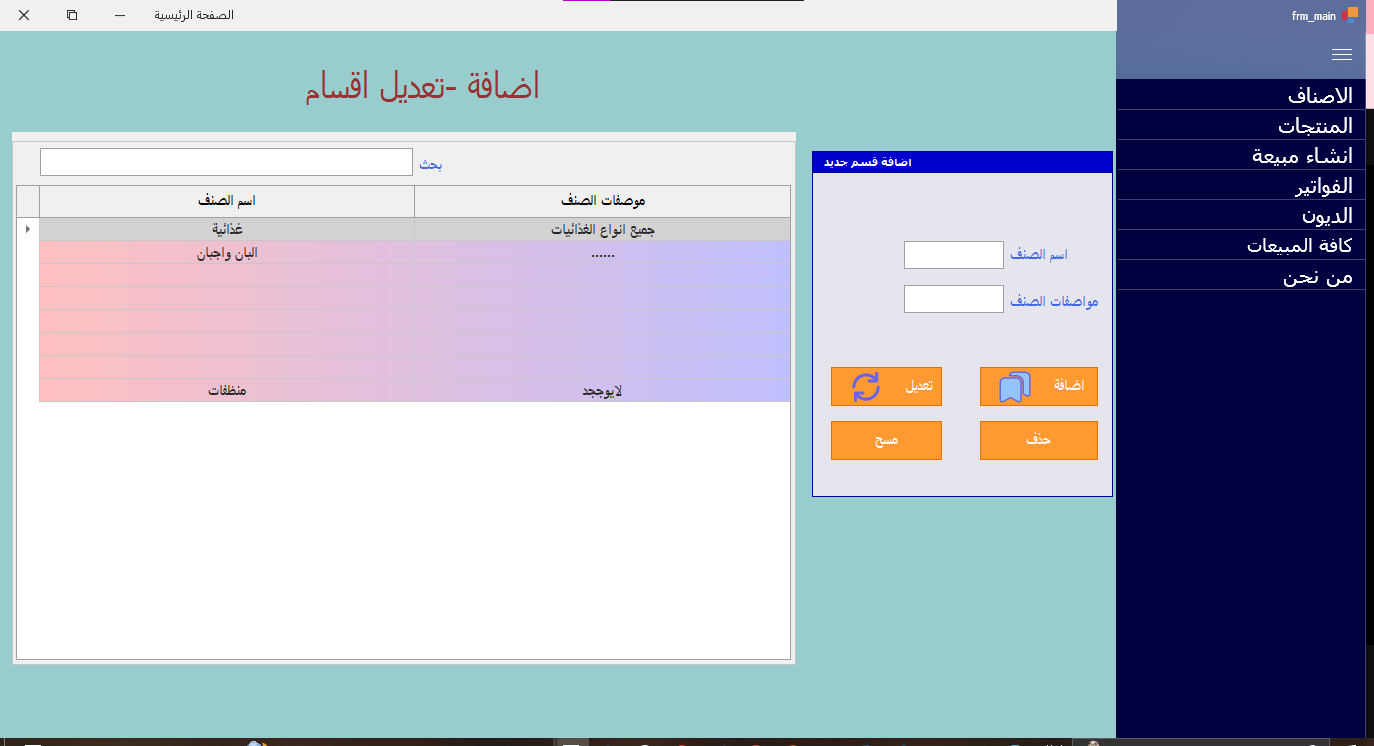 frm_main
الصفحة الرئيسية
الاصناف
المنتجات
انشاء مبيعة
الفواتير
الديون
كافة المبيعات
من نحن
اضافة -تعديل اقسام
اضافة قسم جديد
اسم الصنف
مواصفات الصنف
اضافة
تعديل
حذف
مسح
بحث
موصفات الصنف اسم الصنف
جميع انواع الغذائيات غذائية
...... البان واجبان
لايوججد منظفات